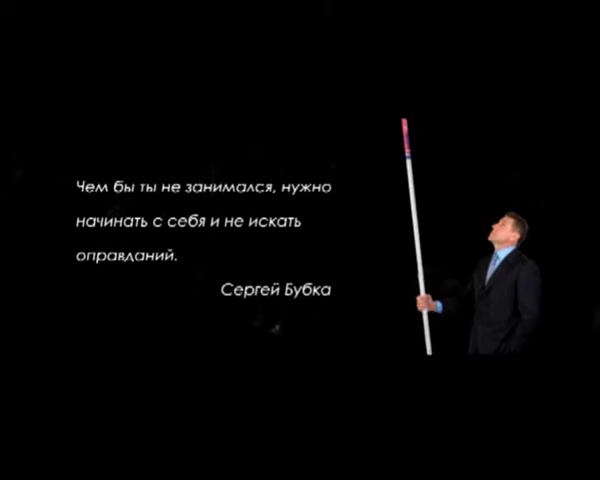 Чем бы ты не занимался, нужно
начинать с себя и не искать
оправданий.
Сергей Бубка